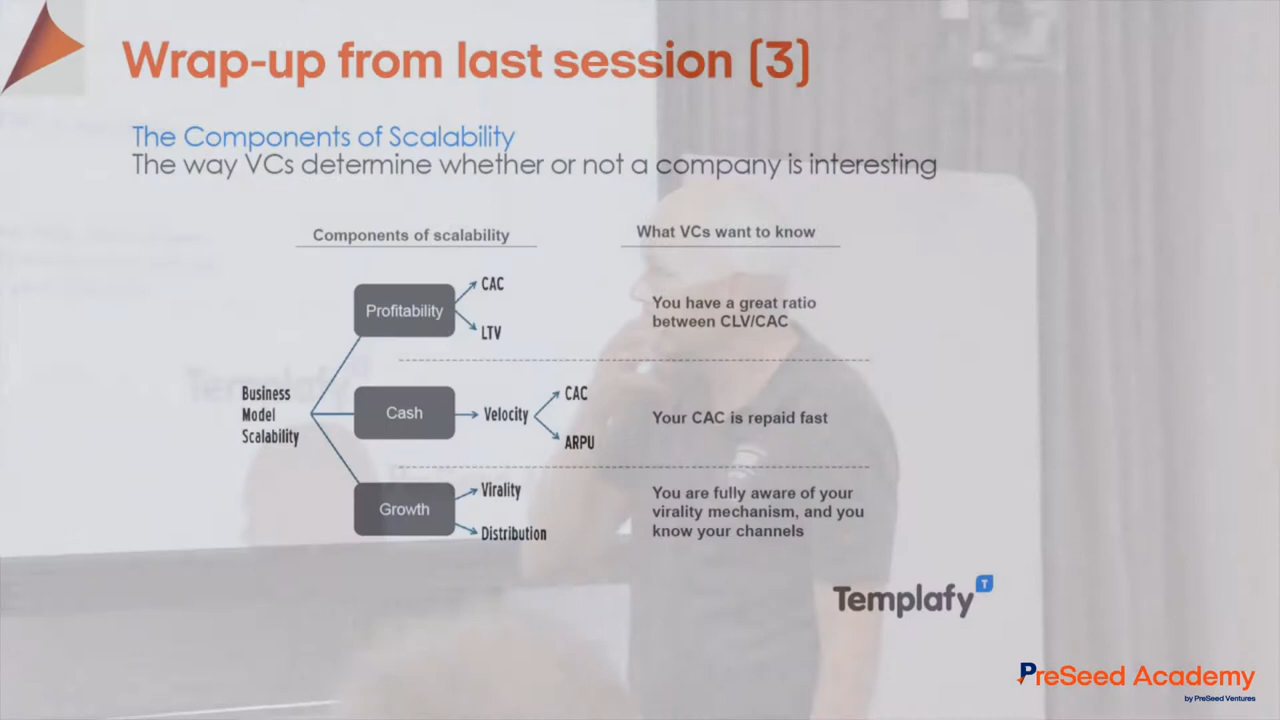 Wrap-up from last session (3)
The Components of Scalability
The way VCs determine whether or not a company is interesting
Components of scalability
What VCs want to know
Profitability
CAC
LTV
You have a great ratio
between CLV/CAC
Business
Model
Scalability
Cash
Velocity
CAC
ARPU
Your CAC is repaid fast
Growth
Virality
Distribution
You are fully aware of your
virality mechanism, and you
know your channels
Templafy T
PreSeed Academy
by PreSeed Ventures
Templafy